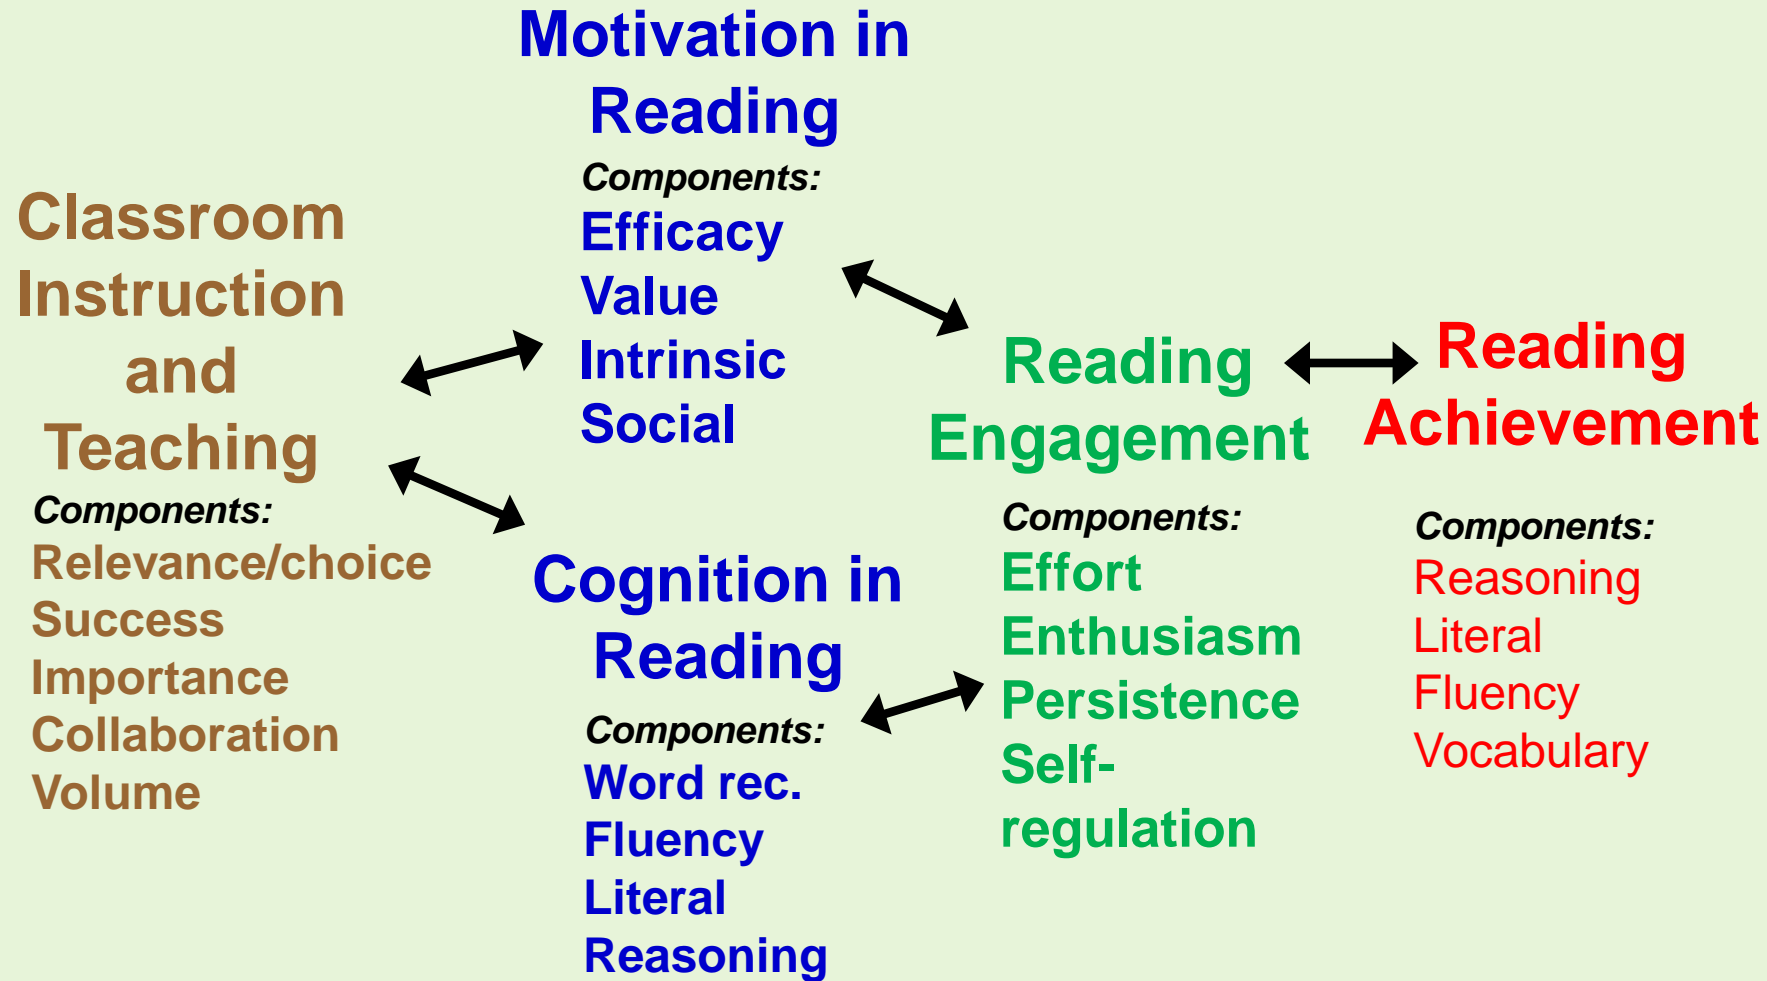 Classroom
Instruction
and
Teaching
Components:
Relevance/choice
Success
Importance
Collaboration
Volume
Motivation in
Reading
Components:
Efficacy
Value
Intrinsic
Social
Cognition in
Reading
Components:
Word rec.
Fluency
Literal
Reasoning
Reading
Engagement
Components:
Effort
Enthusiasm
Persistence
Self-
regulation
Reading
Achievement
Components:
Reasoning
Literal
Fluency
Vocabulary